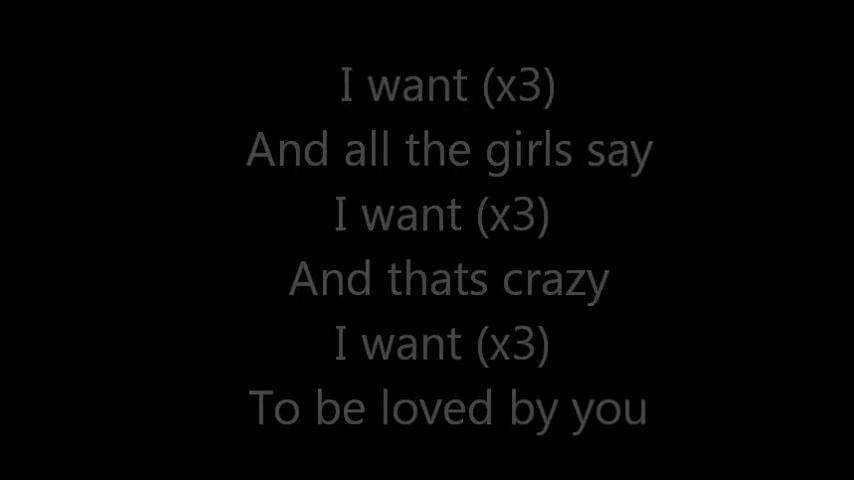 I want (x3)
And all the girls say
I want (x3)
And thats crazy
I want (x3)
To be loved by you